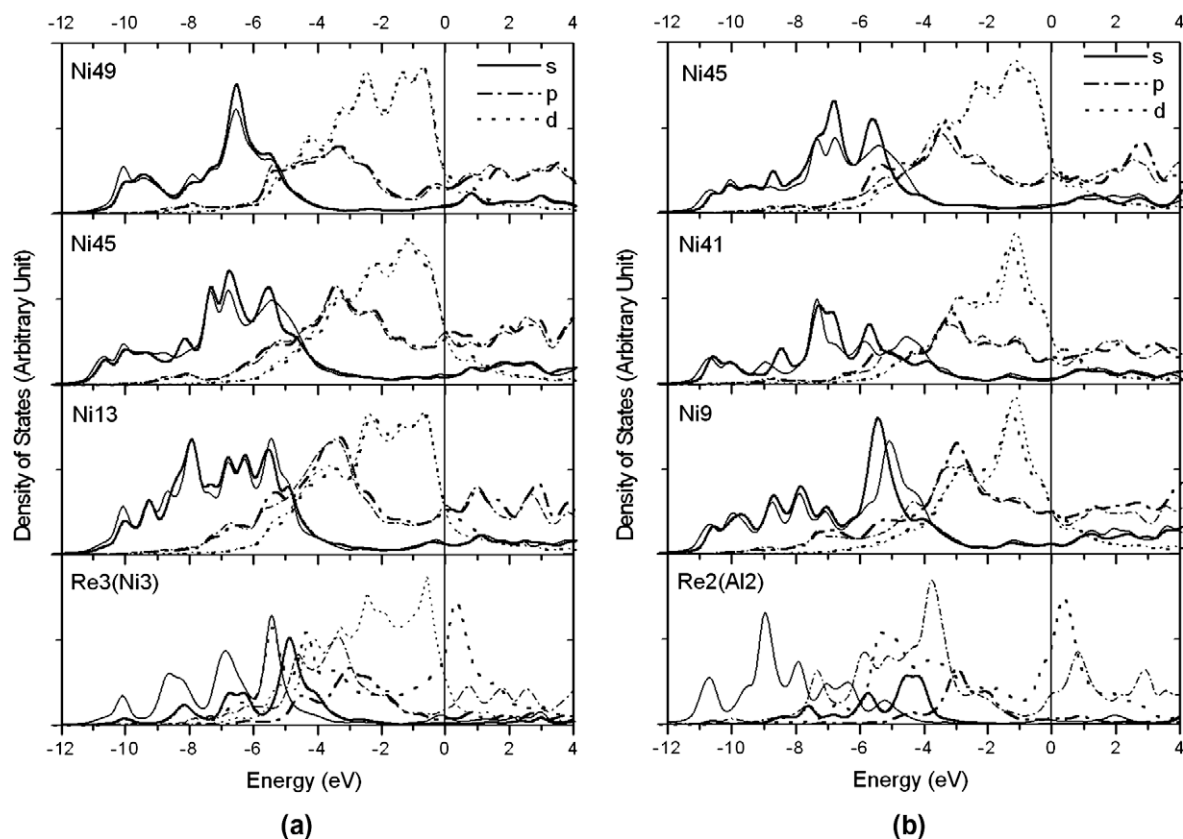 -12 -10 -8 -6 -4 -2 0 2 4
Ni49
s
p
d
Ni45
Ni13
Re3(Ni3)
Density of States (Arbitrary Unit)
-12 -10 -8 -6 -4 -2 0 2 4
Energy (eV)
(a)
-12 -10 -8 -6 -4 -2 0 2 4
Ni45
s
p
d
Ni41
Ni9
Re2(Al2)
Density of States (Arbitrary Unit)
-12 -10 -8 -6 -4 -2 0 2 4
Energy (eV)
(b)